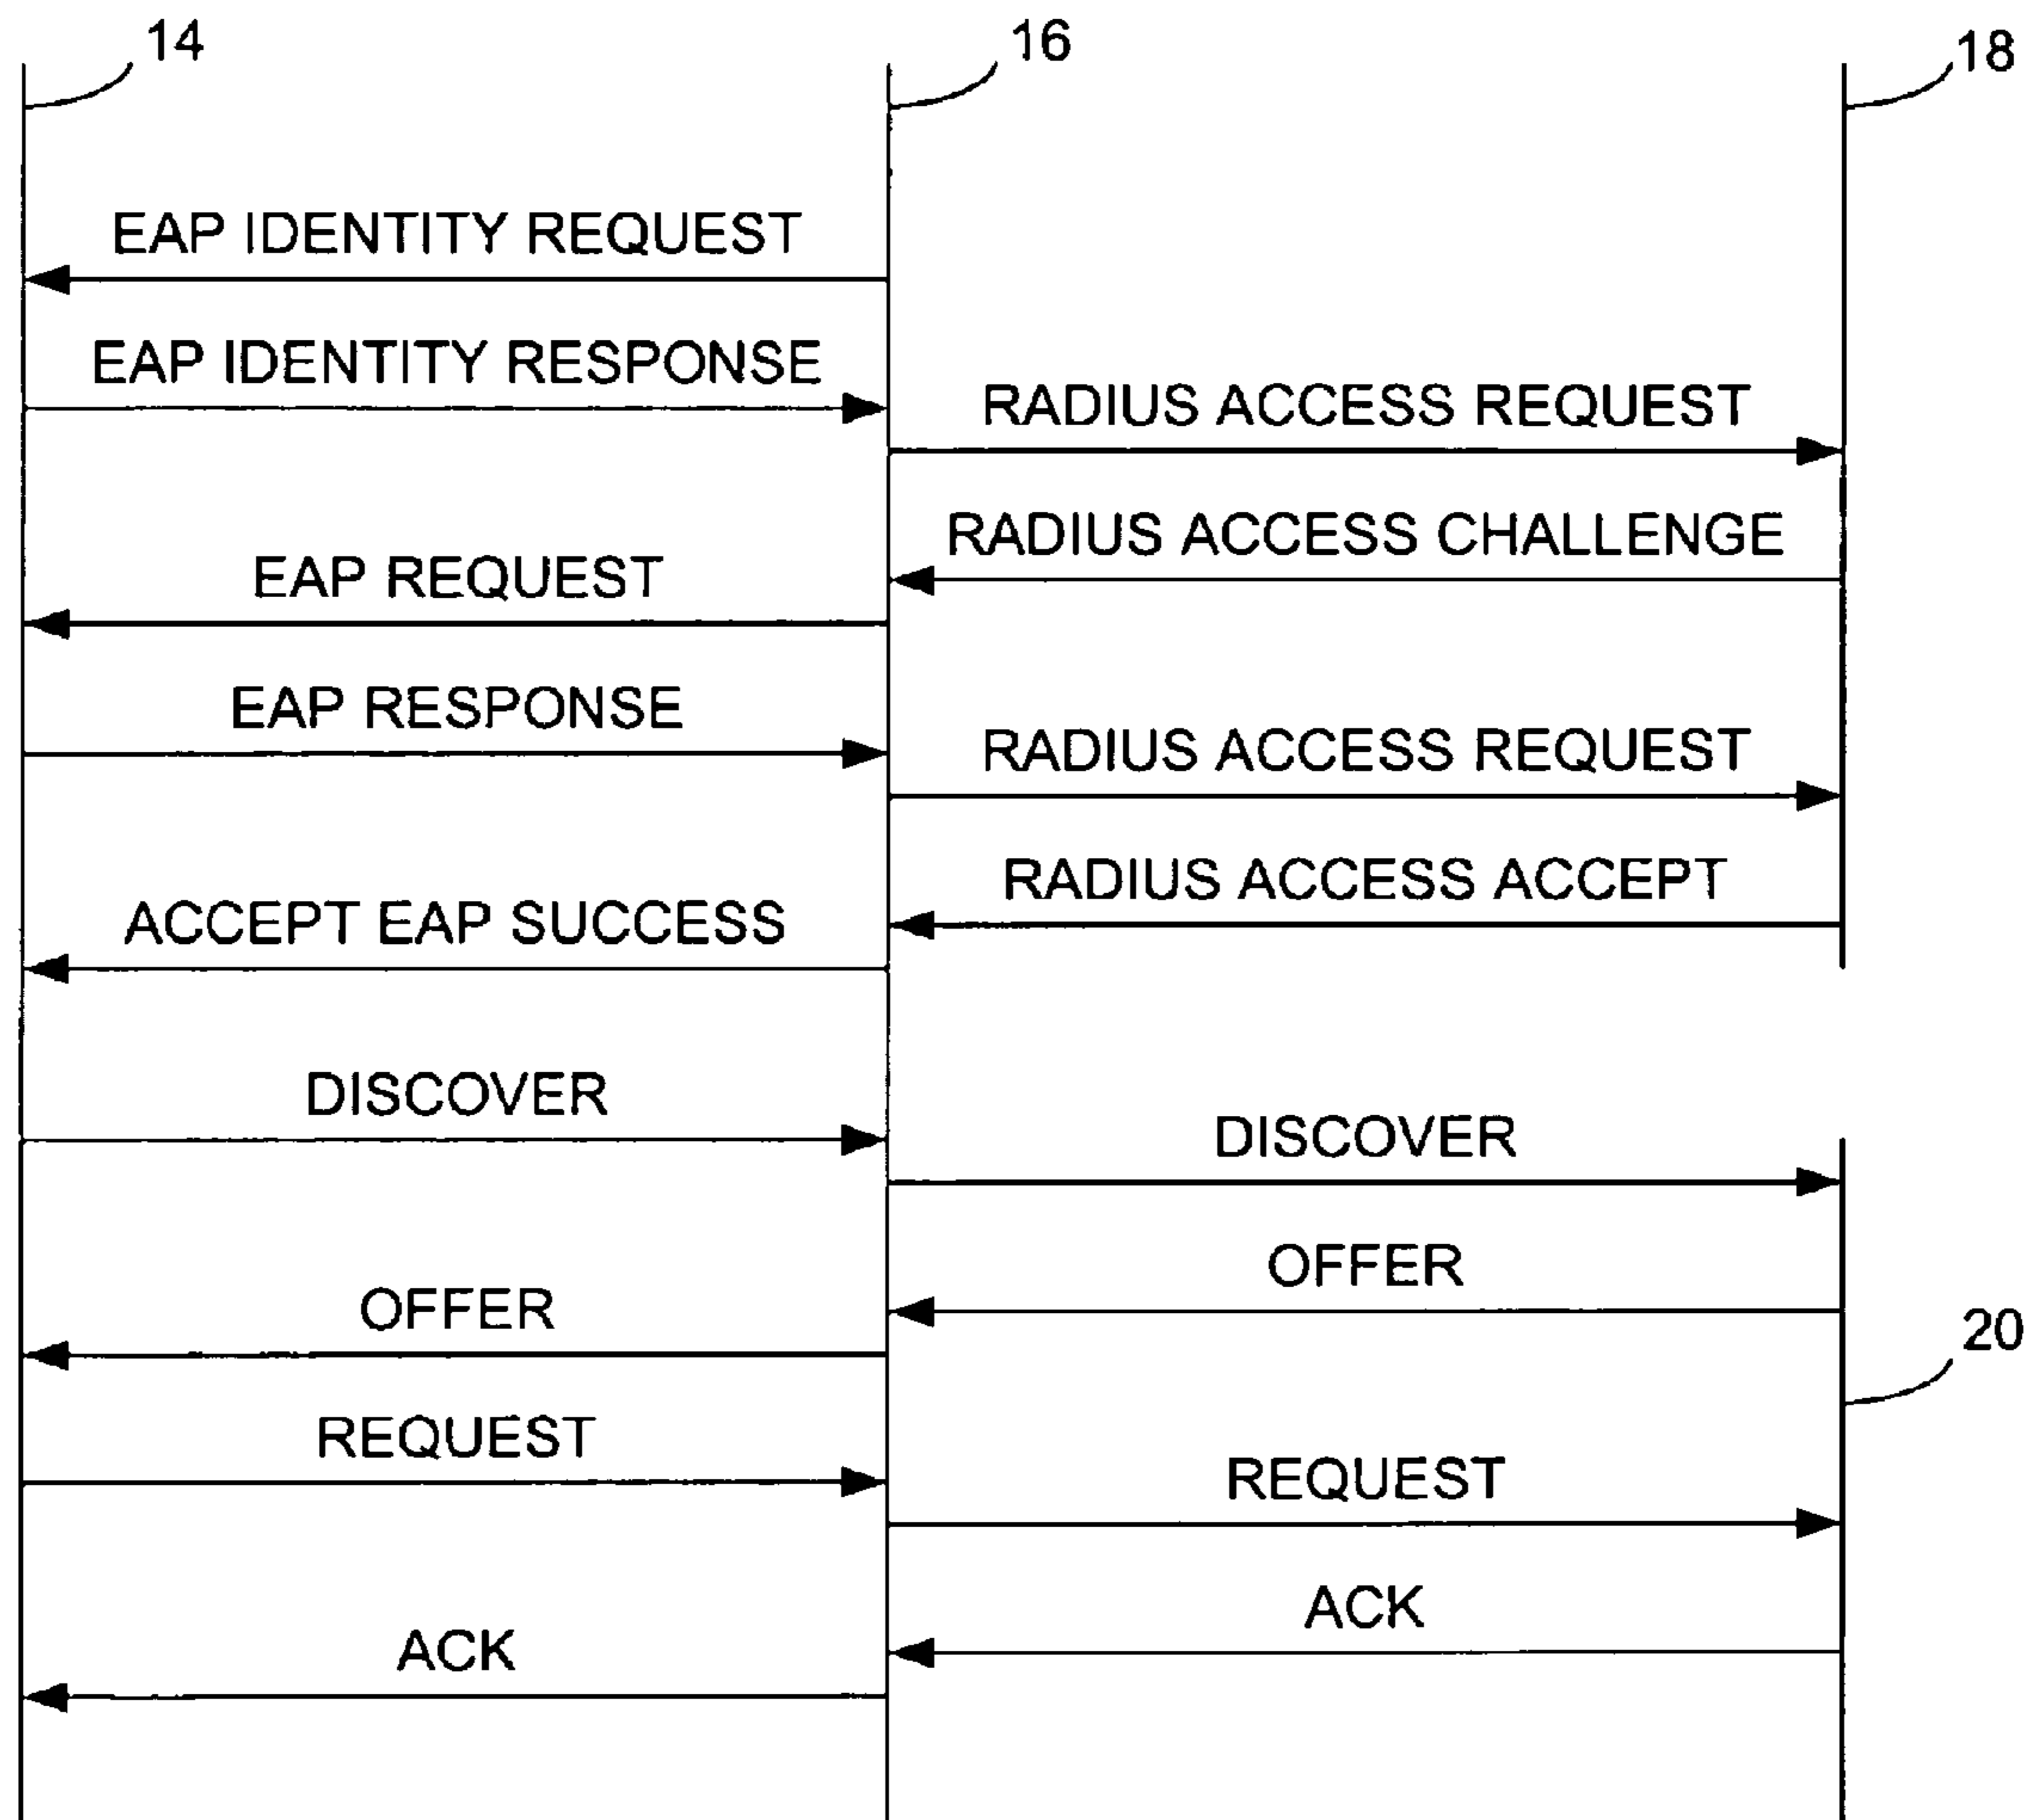 14
16
18
EAP IDENTITY REQUEST
EAP IDENTITY RESPONSE
RADIUS ACCESS REQUEST
RADIUS ACCESS CHALLENGE
EAP REQUEST
EAP RESPONSE
RADIUS ACCESS REQUEST
RADIUS ACCESS ACCEPT
ACCEPT EAP SUCCESS
DISCOVER
DISCOVER
OFFER
OFFER
20
REQUEST
REQUEST
ACK
ACK